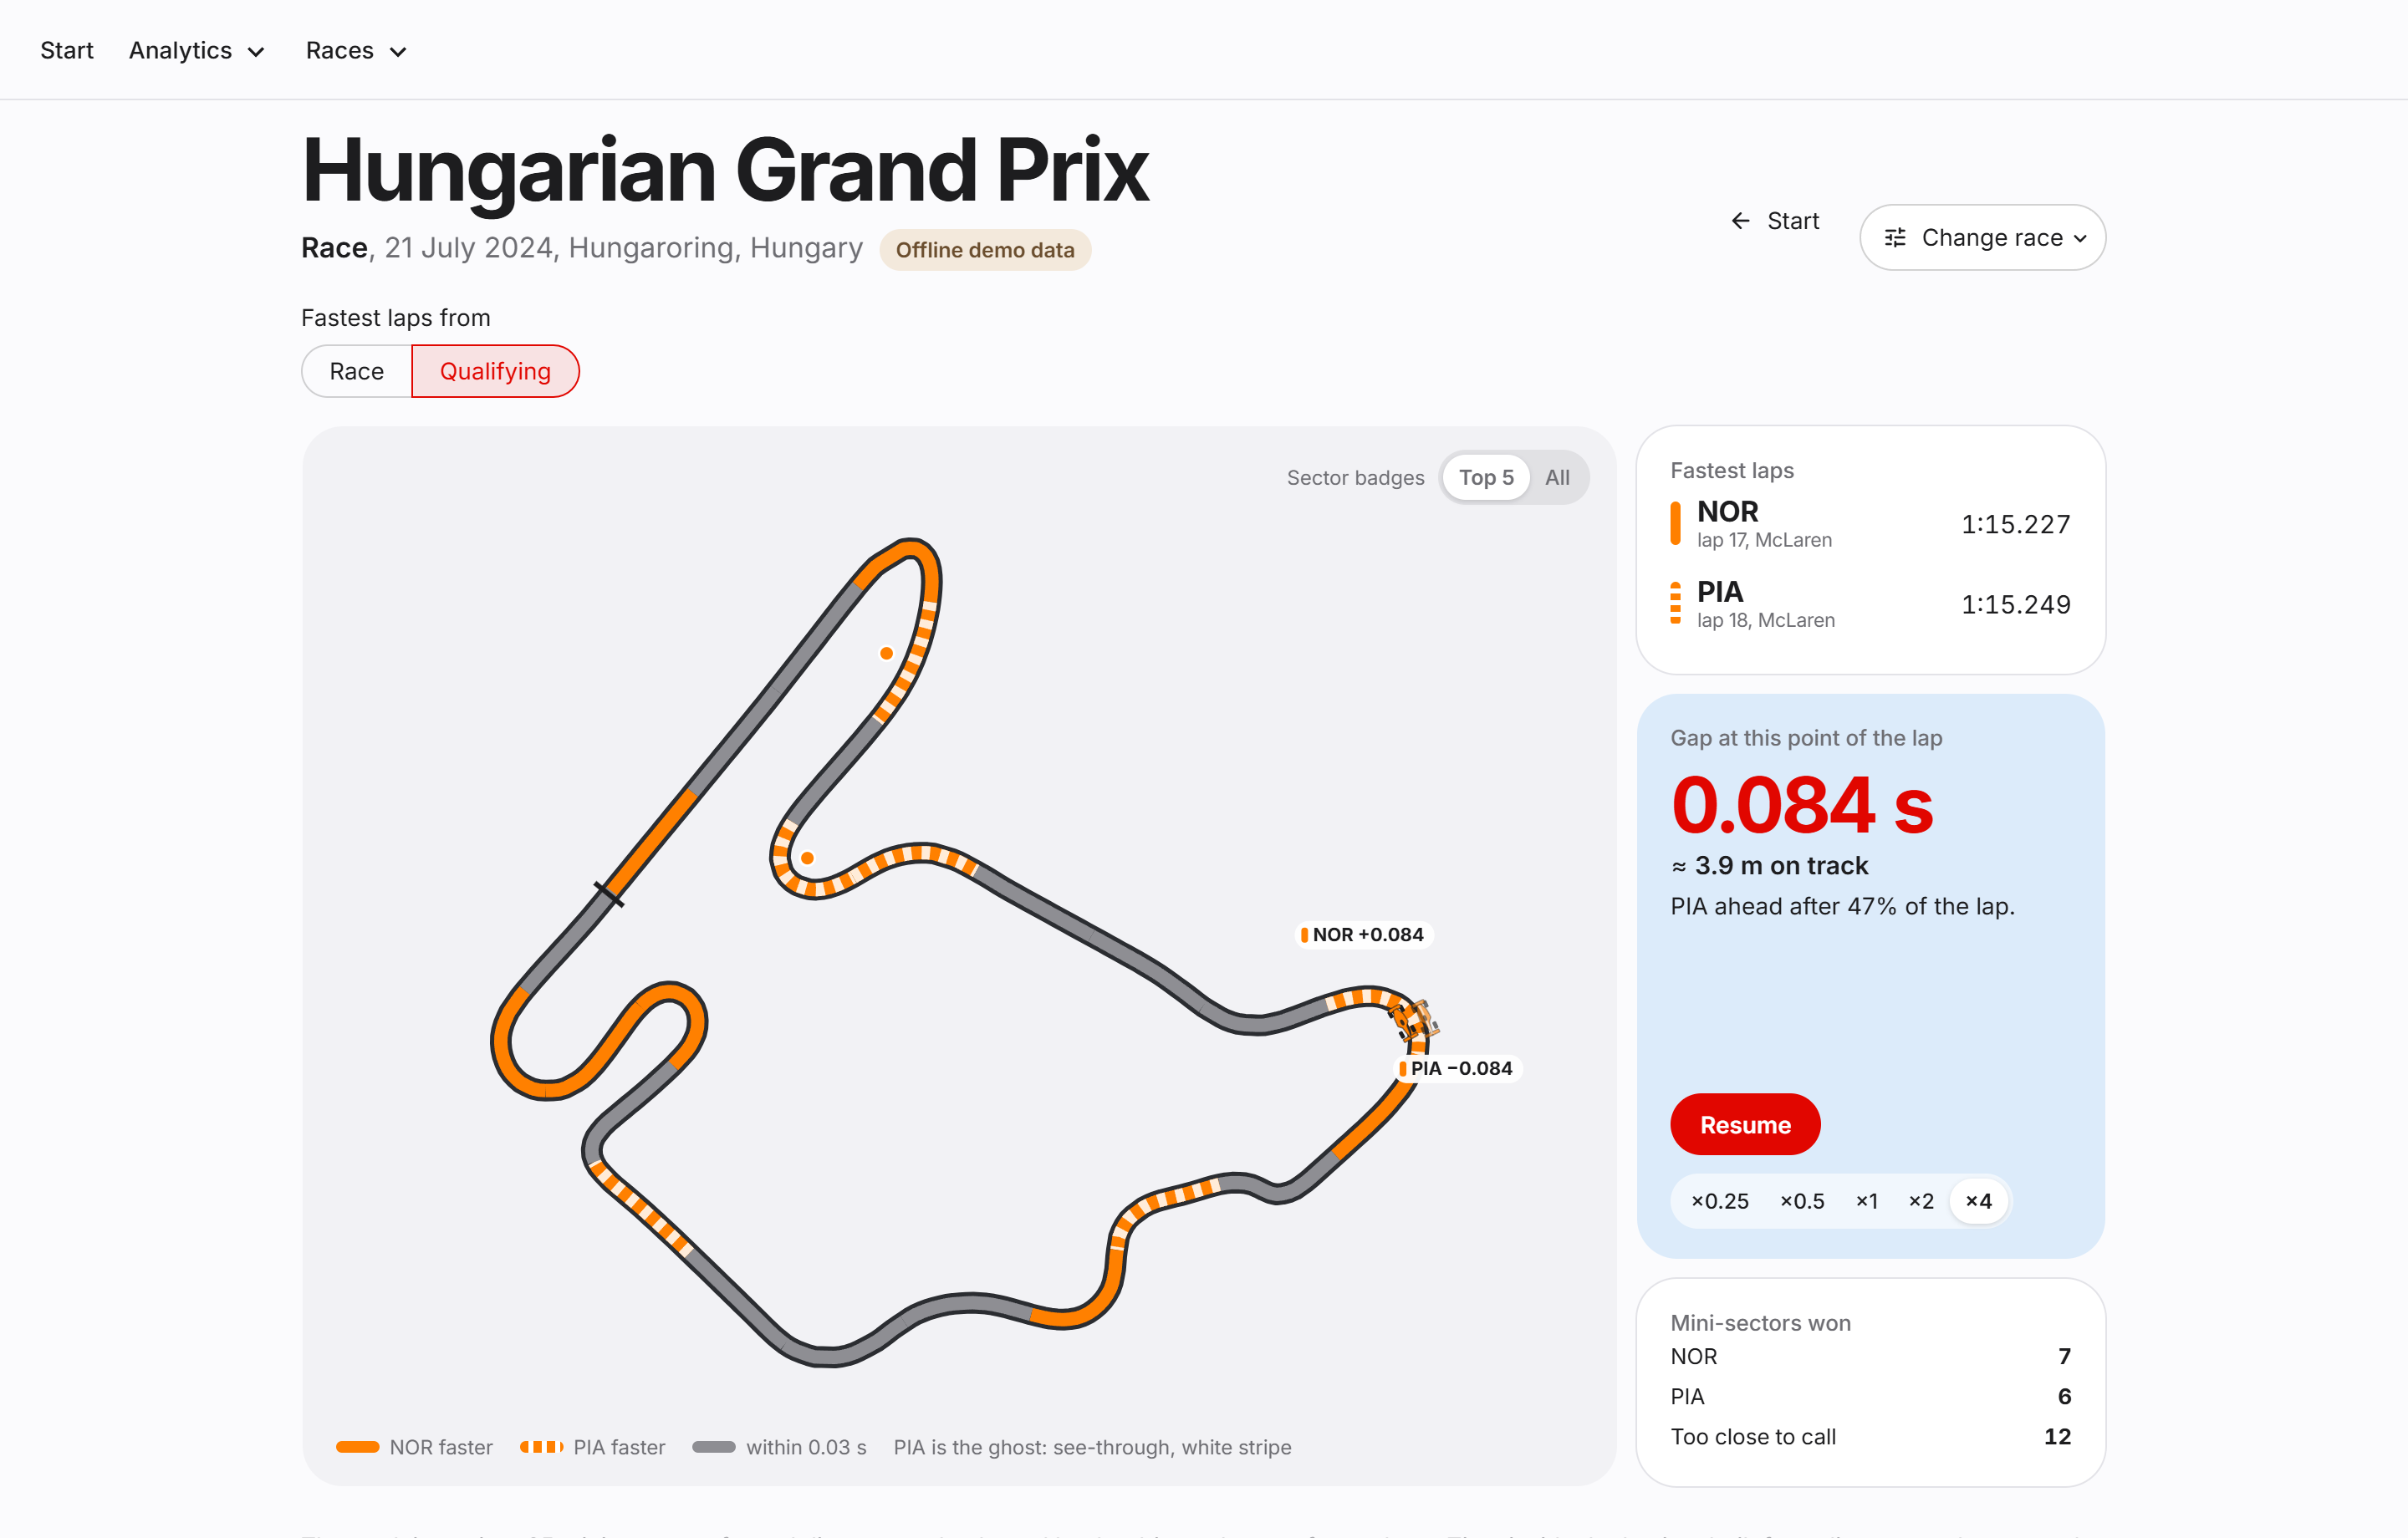 Start Analytics Races
Hungarian Grand Prix
Race, 21 July 2024, Hungaroring, Hungary Offline demo data
← Start
Change race
Fastest laps from
Race Qualifying
Sector badges Top 5 All
NOR +0.084
PIA −0.084
NOR faster PIA faster within 0.03 s PIA is the ghost: see-through, white stripe
Fastest laps
NOR 1:15.227
lap 17, McLaren
PIA 1:15.249
lap 18, McLaren
Gap at this point of the lap
0.084 s
≈ 3.9 m on track
PIA ahead after 47% of the lap.
Resume
×0.25 ×0.5 ×1 ×2 ×4
Mini-sectors won
NOR 7
PIA 6
Too close to call 12